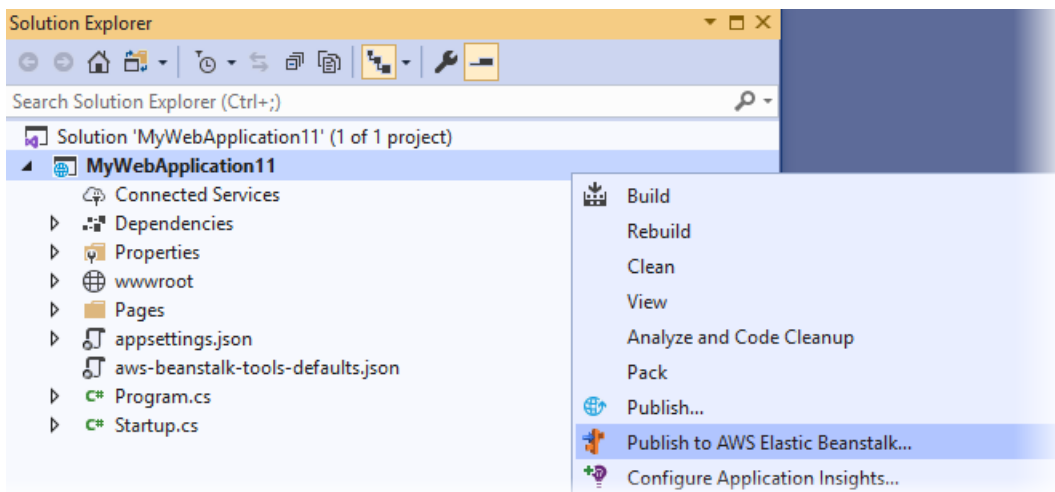 Solution Explorer
Search Solution Explorer (Ctrl+;)
Solution 'MyWebApplication11' (1 of 1 project)
MyWebApplication11
Connected Services
Dependencies
Properties
wwwroot
Pages
appsettings.json
aws-beanstalk-tools-defaults.json
C# Program.cs
C# Startup.cs
Build
Rebuild
Clean
View
Analyze and Code Cleanup
Pack
Publish...
Publish to AWS Elastic Beanstalk...
Configure Application Insights...